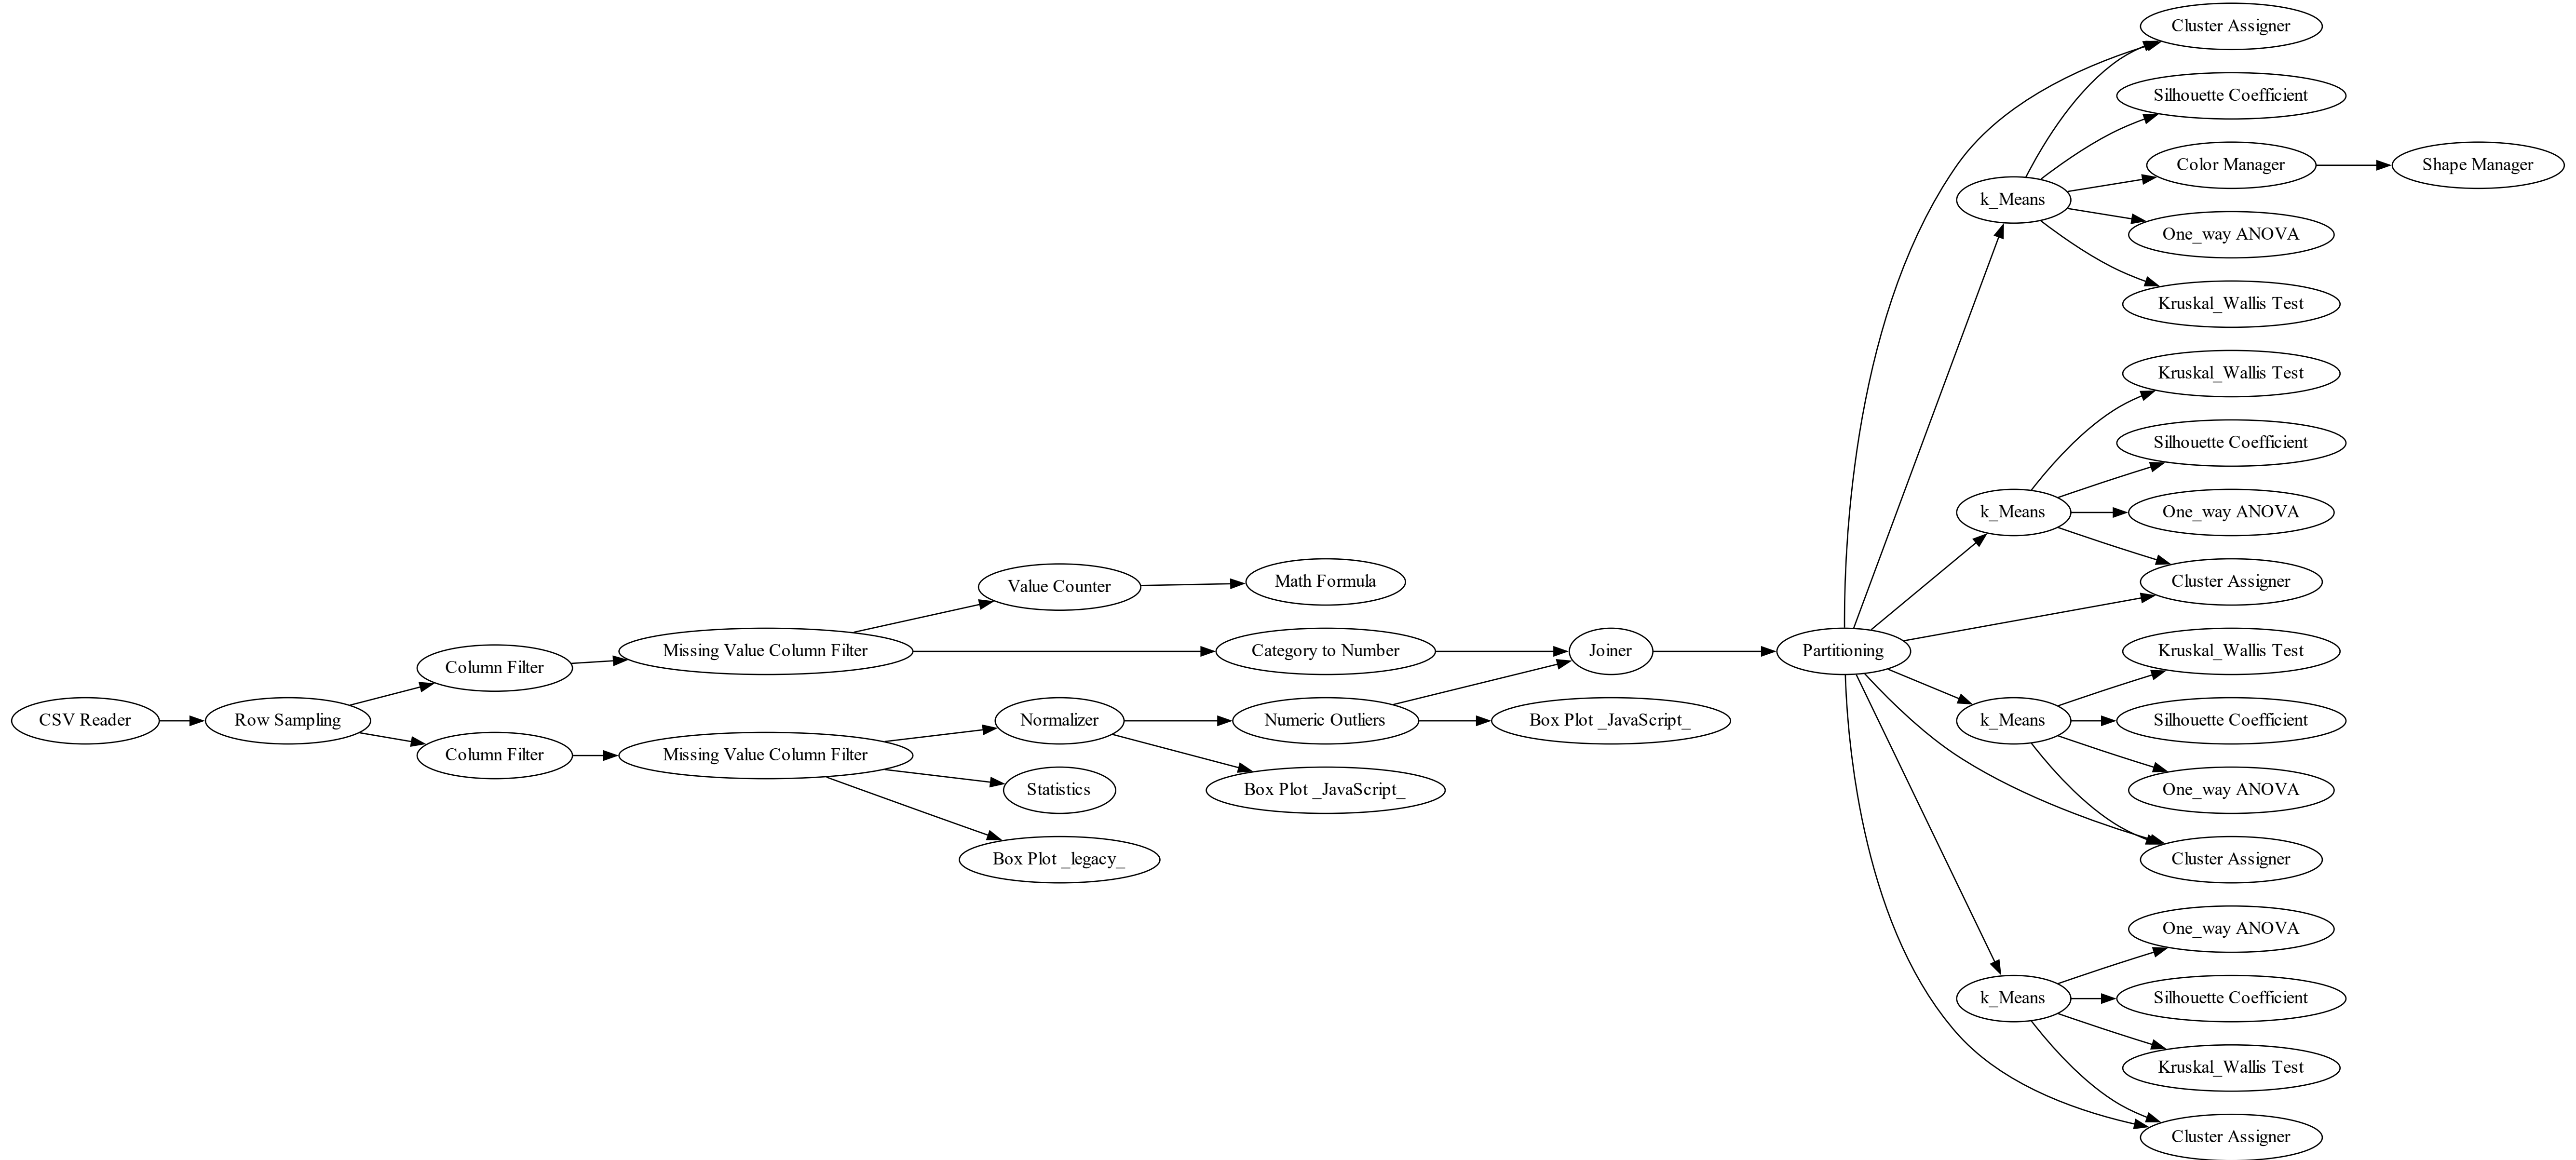 CSV Reader
Row Sampling
Column Filter
Column Filter
Missing Value Column Filter
Missing Value Column Filter
Value Counter
Normalizer
Statistics
Box Plot _legacy_
Math Formula
Category to Number
Numeric Outliers
Box Plot _JavaScript_
Joiner
Box Plot _JavaScript_
Partitioning
k_Means
k_Means
k_Means
k_Means
Cluster Assigner
Silhouette Coefficient
Color Manager
One_way ANOVA
Kruskal_Wallis Test
Kruskal_Wallis Test
Silhouette Coefficient
One_way ANOVA
Cluster Assigner
Kruskal_Wallis Test
Silhouette Coefficient
One_way ANOVA
Cluster Assigner
One_way ANOVA
Silhouette Coefficient
Kruskal_Wallis Test
Cluster Assigner
Shape Manager